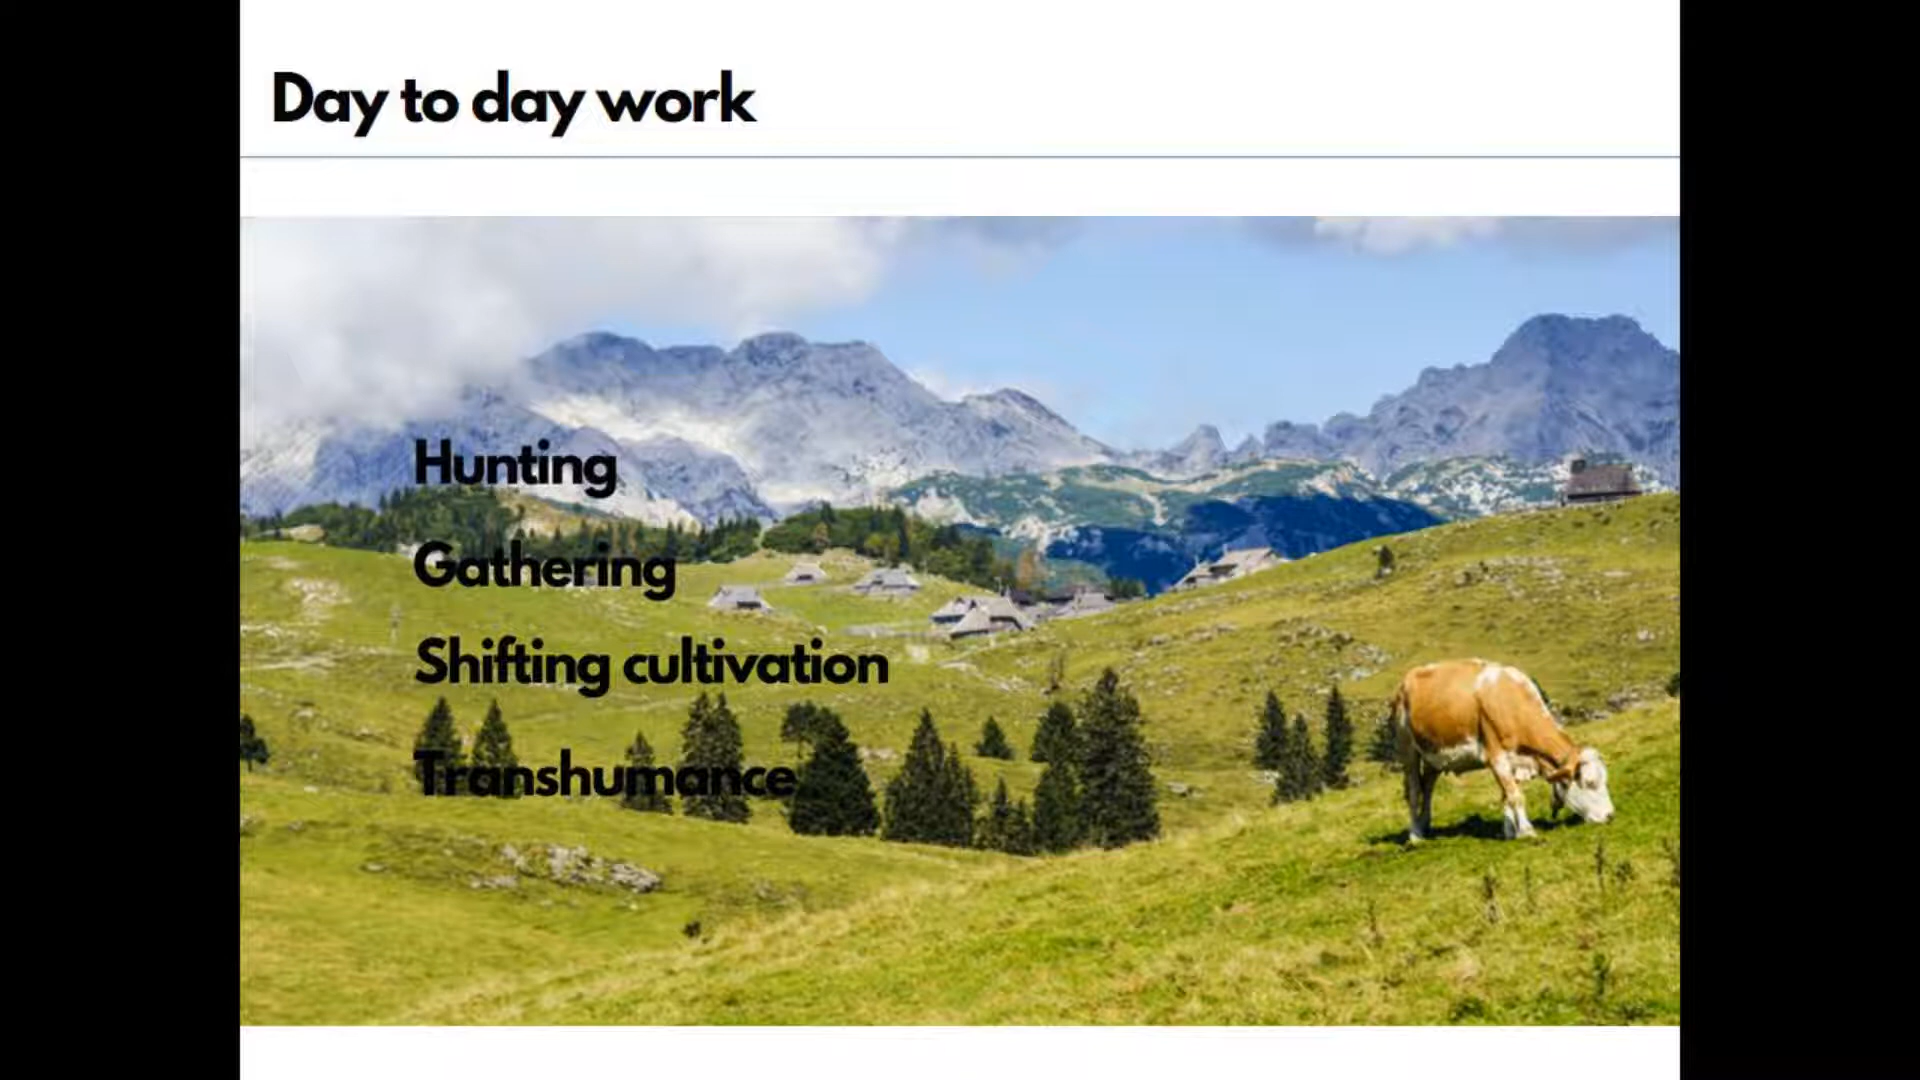 Day to day work
Hunting
Gathering
Shifting cultivation
Transhumance